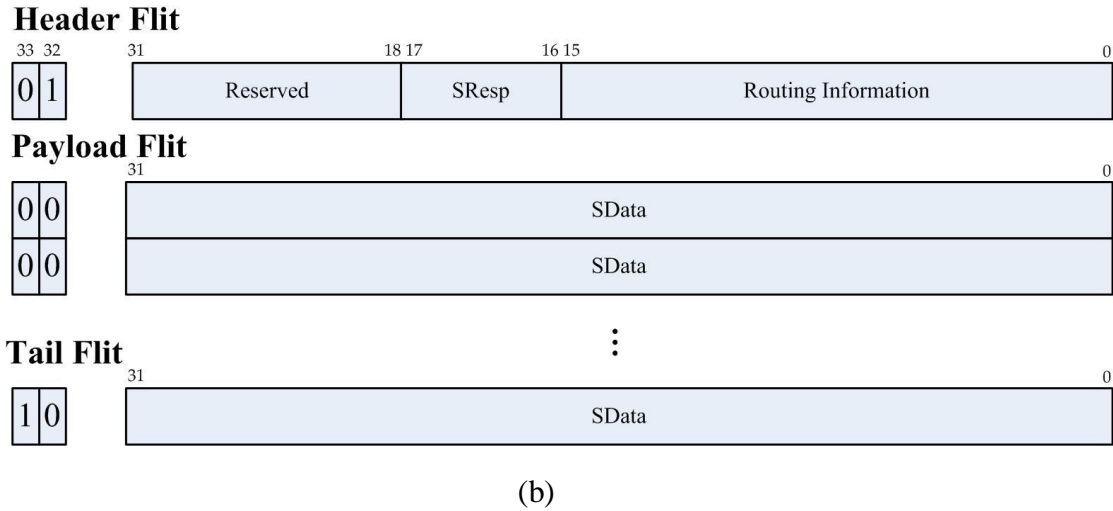 Header Flit
33 32 31 18 17 16 15 0
0 1 Reserved SResp Routing Information
Payload Flit
31 0
0 0 SData
0 0 SData
⋮
Tail Flit
31 0
1 0 SData
(b)